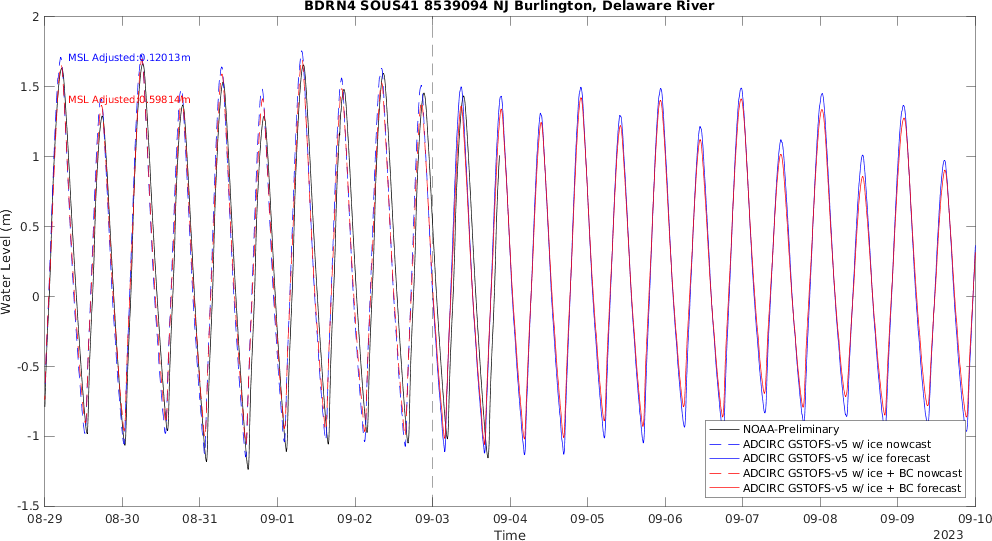 BDRN4 SOUS41 8539094 NJ Burlington, Delaware River
2
1.5
1
0.5
0
-0.5
-1
-1.5
Water Level (m)
MSL Adjusted:0.12013m
MSL Adjusted:0.59814m
NOAA-Preliminary
ADCIRC GSTOFS-v5 w/ ice nowcast
ADCIRC GSTOFS-v5 w/ ice forecast
ADCIRC GSTOFS-v5 w/ ice + BC nowcast
ADCIRC GSTOFS-v5 w/ ice + BC forecast
08-29 08-30 08-31 09-01 09-02 09-03 09-04 09-05 09-06 09-07 09-08 09-09 09-10
Time
2023